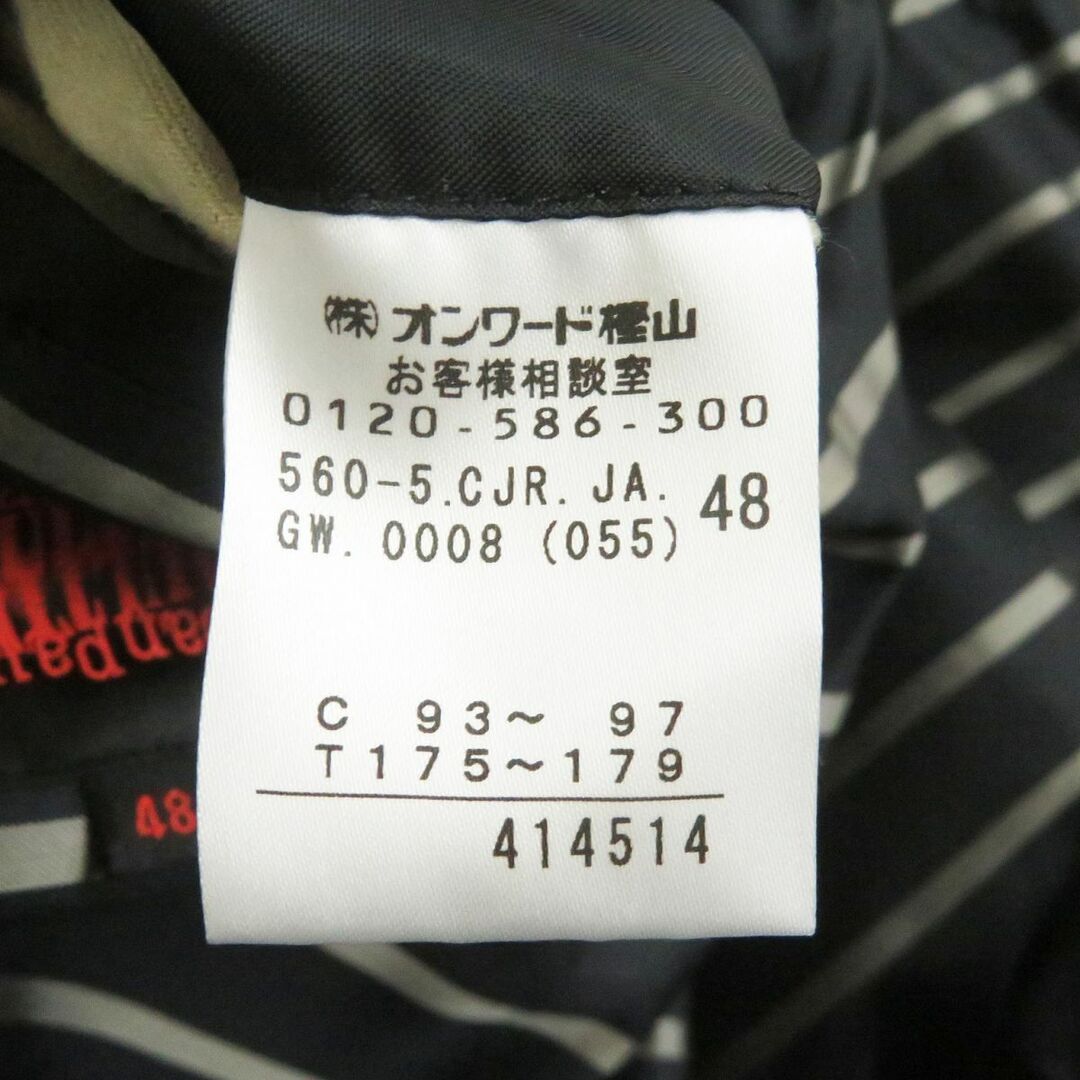 ㈱オンワード樫山
お客様相談室
0120-586-300
560-5.CJR. JA.
GW. 0008 (055)
48
C 93～ 97
T175～179
414514
48